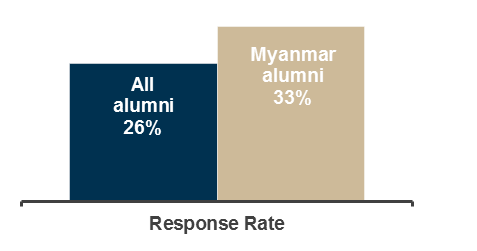 All
alumni
26%
Myanmar
alumni
33%
Response Rate